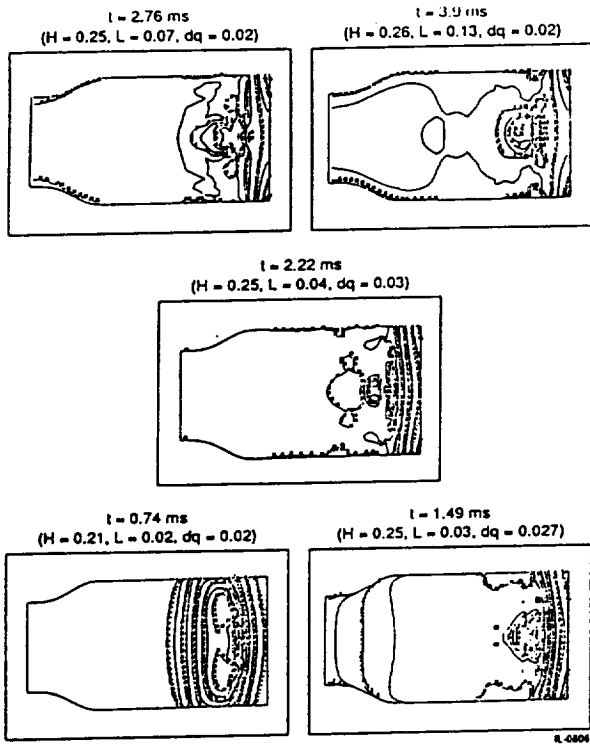 t = 2.76 ms
(H = 0.25, L = 0.07, dq = 0.02)
t = 3.9 ms
(H = 0.26, L = 0.13, dq = 0.02)
t = 2.22 ms
(H = 0.25, L = 0.04, dq = 0.03)
t = 0.74 ms
(H = 0.21, L = 0.02, dq = 0.02)
t = 1.49 ms
(H = 0.25, L = 0.03, dq = 0.027)